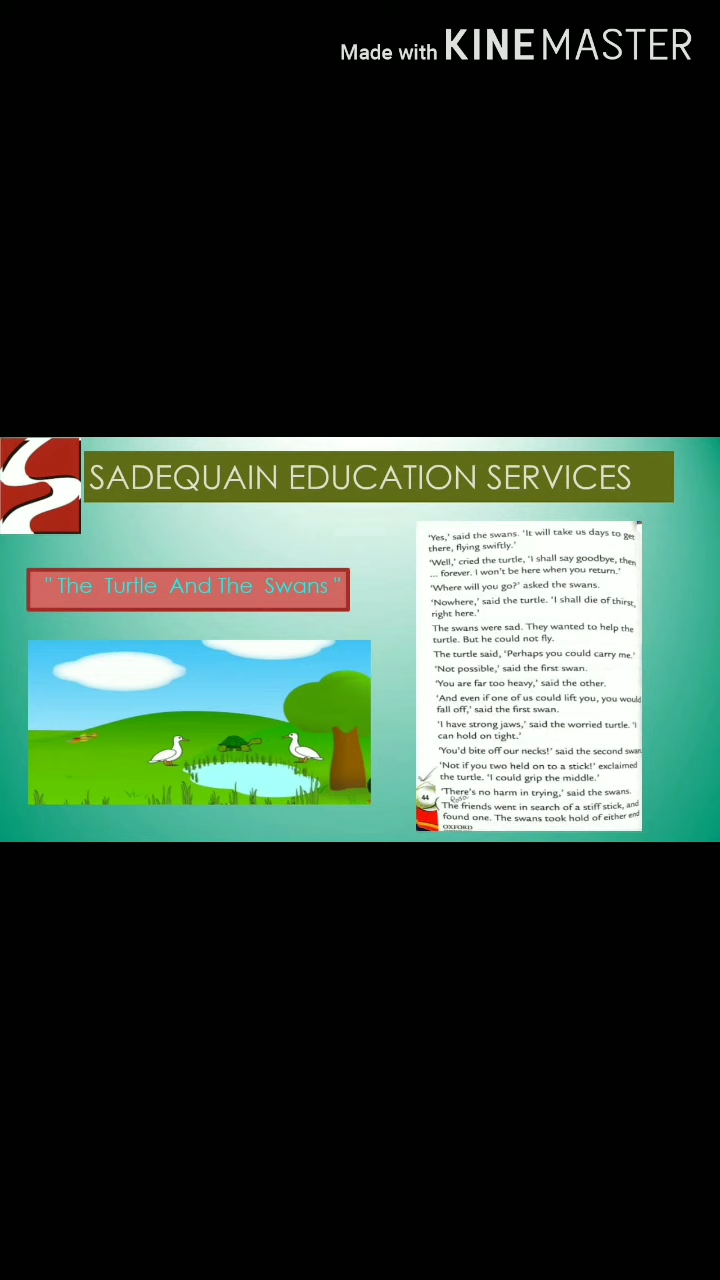 Made with KINEMASTER
SADEQUAIN EDUCATION SERVICES
" The Turtle And The Swans "
‘Yes,’ said the swans. ‘It will take us days to get
there, flying swiftly.’
‘Well,’ cried the turtle, ‘I shall say goodbye, then
... forever. I won’t be here when you return.’
‘Where will you go?’ asked the swans.
‘Nowhere,’ said the turtle. ‘I shall die of thirst,
right here.’
The swans were sad. They wanted to help the
turtle. But he could not fly.
The turtle said, ‘Perhaps you could carry me.’
‘Not possible,’ said the first swan.
‘You are far too heavy,’ said the other.
‘And even if one of us could lift you, you would
fall off,’ said the first swan.
‘I have strong jaws,’ said the worried turtle. ‘I
can hold on tight.’
‘You’d bite off our necks!’ said the second swan
‘Not if you two held on to a stick!’ exclaimed
the turtle. ‘I could grip the middle.’
‘There’s no harm in trying,’ said the swans.
The friends went in search of a stiff stick, and
found one. The swans took hold of either end
44
OXFORD